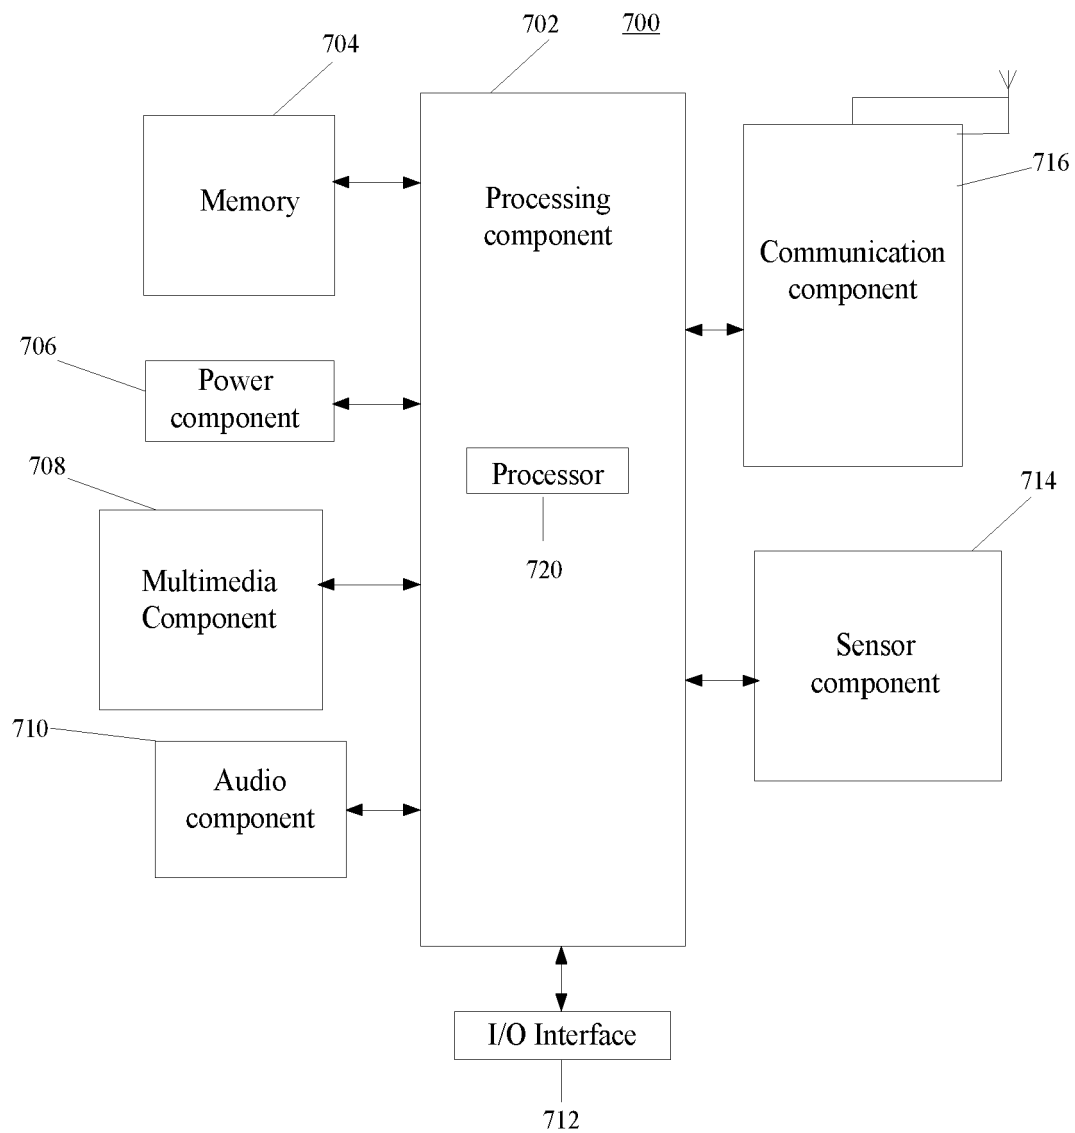 702
700
704
Memory
Processing
component
716
Communication
component
706
Power
component
708
Processor
720
714
Multimedia
Component
Sensor
component
710
Audio
component
I/O Interface
712